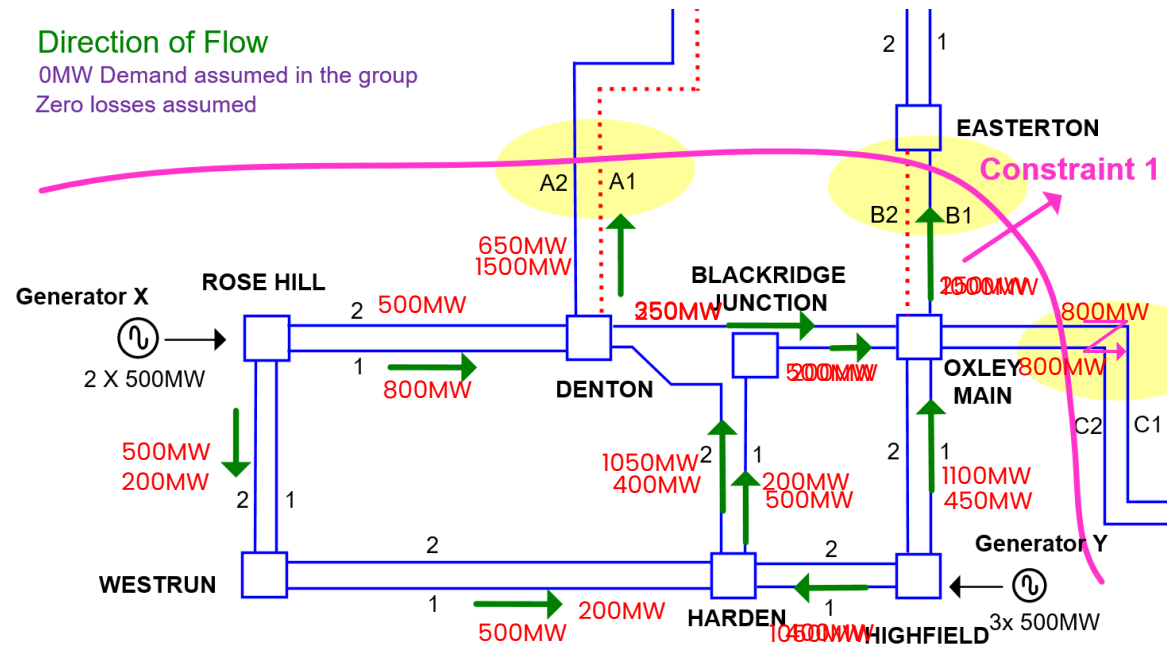 Direction of Flow
0MW Demand assumed in the group
Zero losses assumed
2
1
EASTERTON
Constraint 1
A2
A1
B2
B1
650MW
1500MW
ROSE HILL
BLACKRIDGE
JUNCTION
Generator X
2 X 500MW
2
500MW
1
800MW
DENTON
800MW
800MW
OXLEY
MAIN
C2
C1
500MW
200MW
2
1
1050MW
400MW
2
1
200MW
500MW
2
1
1100MW
450MW
Generator Y
3x 500MW
WESTRUN
2
1
500MW
200MW
HARDEN
2
1
HIGHFIELD